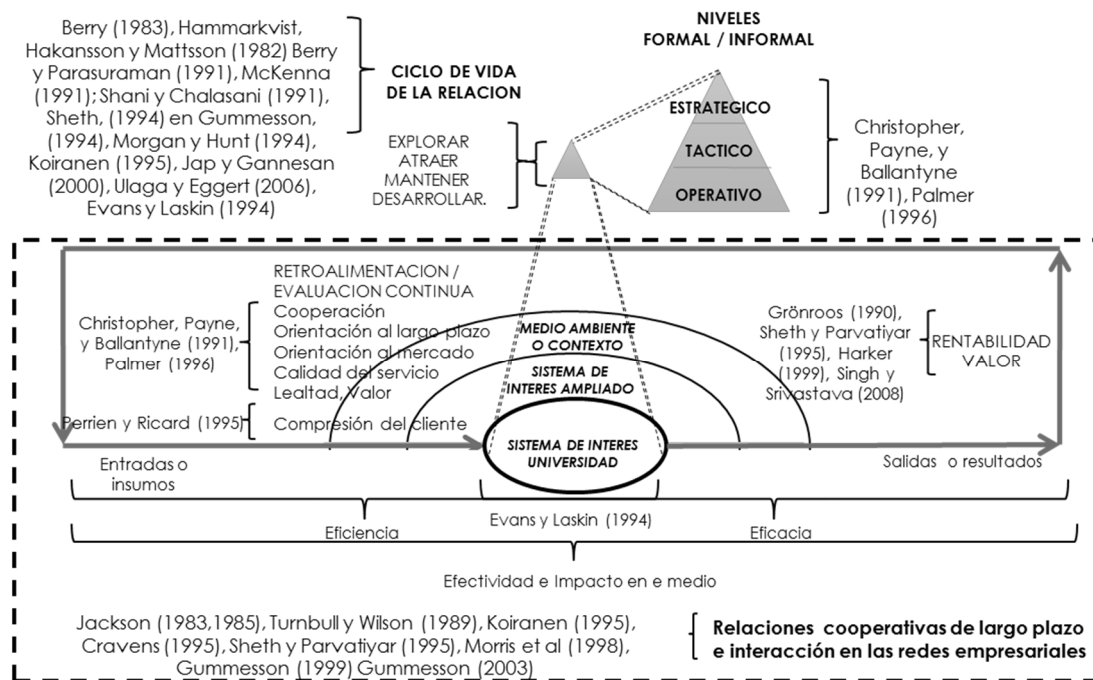 Berry (1983), Hammarkvist,
Hakansson y Mattsson (1982) Berry
y Parasuraman (1991), McKenna
(1991); Shani y Chalasani (1991),
Sheth, (1994) en Gummesson,
(1994), Morgan y Hunt (1994),
Koiranen (1995), Jap y Gannesan
(2000), Ulaga y Eggert (2006),
Evans y Laskin (1994)
CICLO DE VIDA
DE LA RELACION
EXPLORAR
ATRAER
MANTENER
DESARROLLAR.
NIVELES
FORMAL / INFORMAL
ESTRATEGICO
TACTICO
OPERATIVO
Christopher,
Payne, y
Ballantyne
(1991), Palmer
(1996)
Christopher, Payne,
y Ballantyne (1991),
Palmer (1996)
RETROALIMENTACION /
EVALUACION CONTINUA
Cooperación
Orientación al largo plazo
Orientación al mercado
Calidad del servicio
Lealtad, Valor
Perrien y Ricard (1995)
Compresión del cliente
MEDIO AMBIENTE
O CONTEXTO
SISTEMA DE
INTERES AMPLIADO
SISTEMA DE INTERES
UNIVERSIDAD
Grönroos (1990),
Sheth y Parvatiyar
(1995), Harker
(1999), Singh y
Srivastava (2008)
RENTABILIDAD
VALOR
Entradas o
insumos
Salidas o resultados
Evans y Laskin (1994)
Eficiencia
Eficacia
Efectividad e Impacto en e medio
Jackson (1983,1985), Turnbull y Wilson (1989), Koiranen (1995),
Cravens (1995), Sheth y Parvatiyar (1995), Morris et al (1998),
Gummesson (1999) Gummesson (2003)
Relaciones cooperativas de largo plazo
e interacción en las redes empresariales